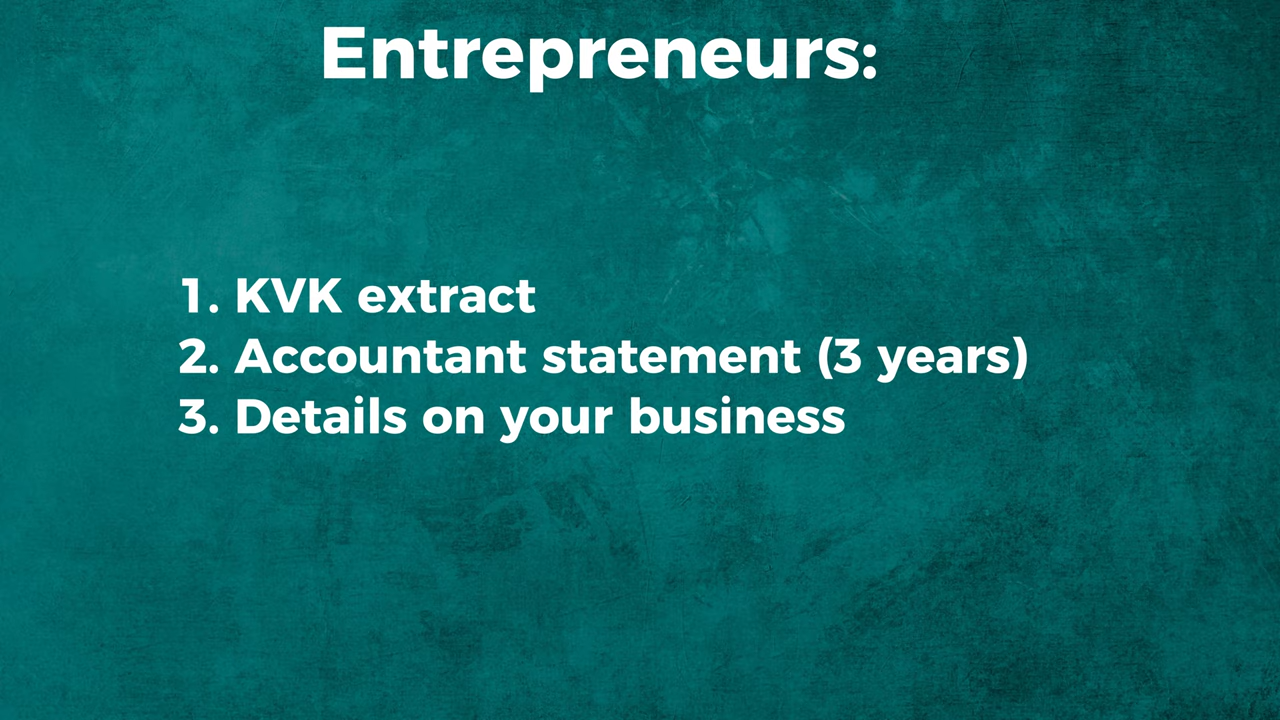 Entrepreneurs:
1. KVK extract
2. Accountant statement (3 years)
3. Details on your business